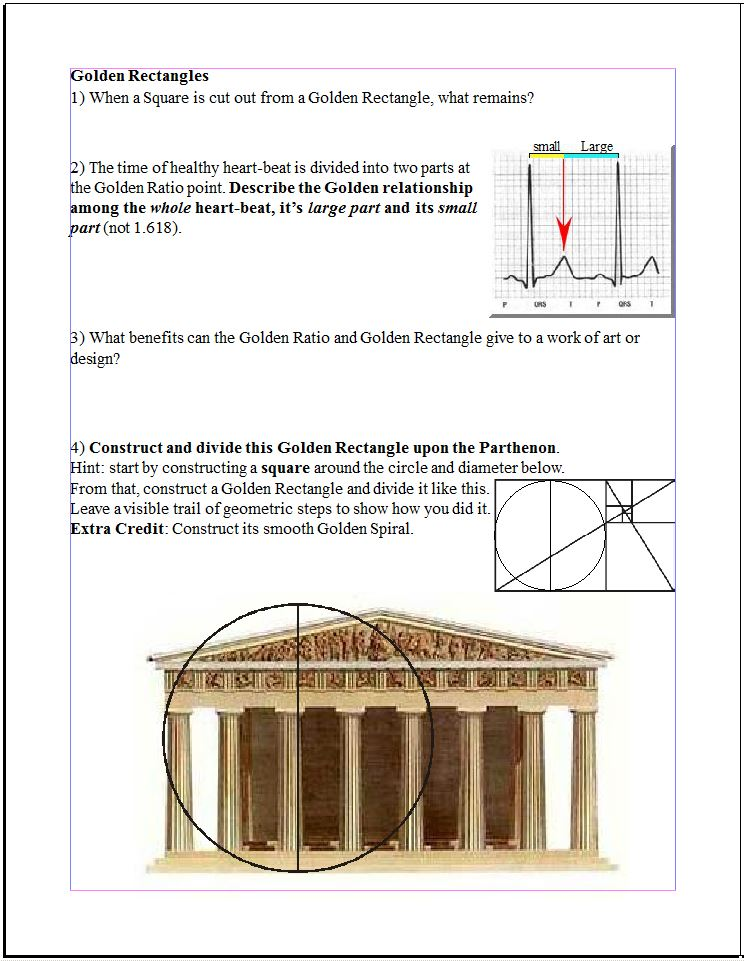 Golden Rectangles
1) When a Square is cut out from a Golden Rectangle, what remains?
small Large
2) The time of healthy heart-beat is divided into two parts at
the Golden Ratio point. Describe the Golden relationship
among the whole heart-beat, it's large part and its small
part (not 1.618).
P QRS T P QRS T
3) What benefits can the Golden Ratio and Golden Rectangle give to a work of art or
design?
4) Construct and divide this Golden Rectangle upon the Parthenon.
Hint: start by constructing a square around the circle and diameter below.
From that, construct a Golden Rectangle and divide it like this.
Leave a visible trail of geometric steps to show how you did it.
Extra Credit: Construct its smooth Golden Spiral.